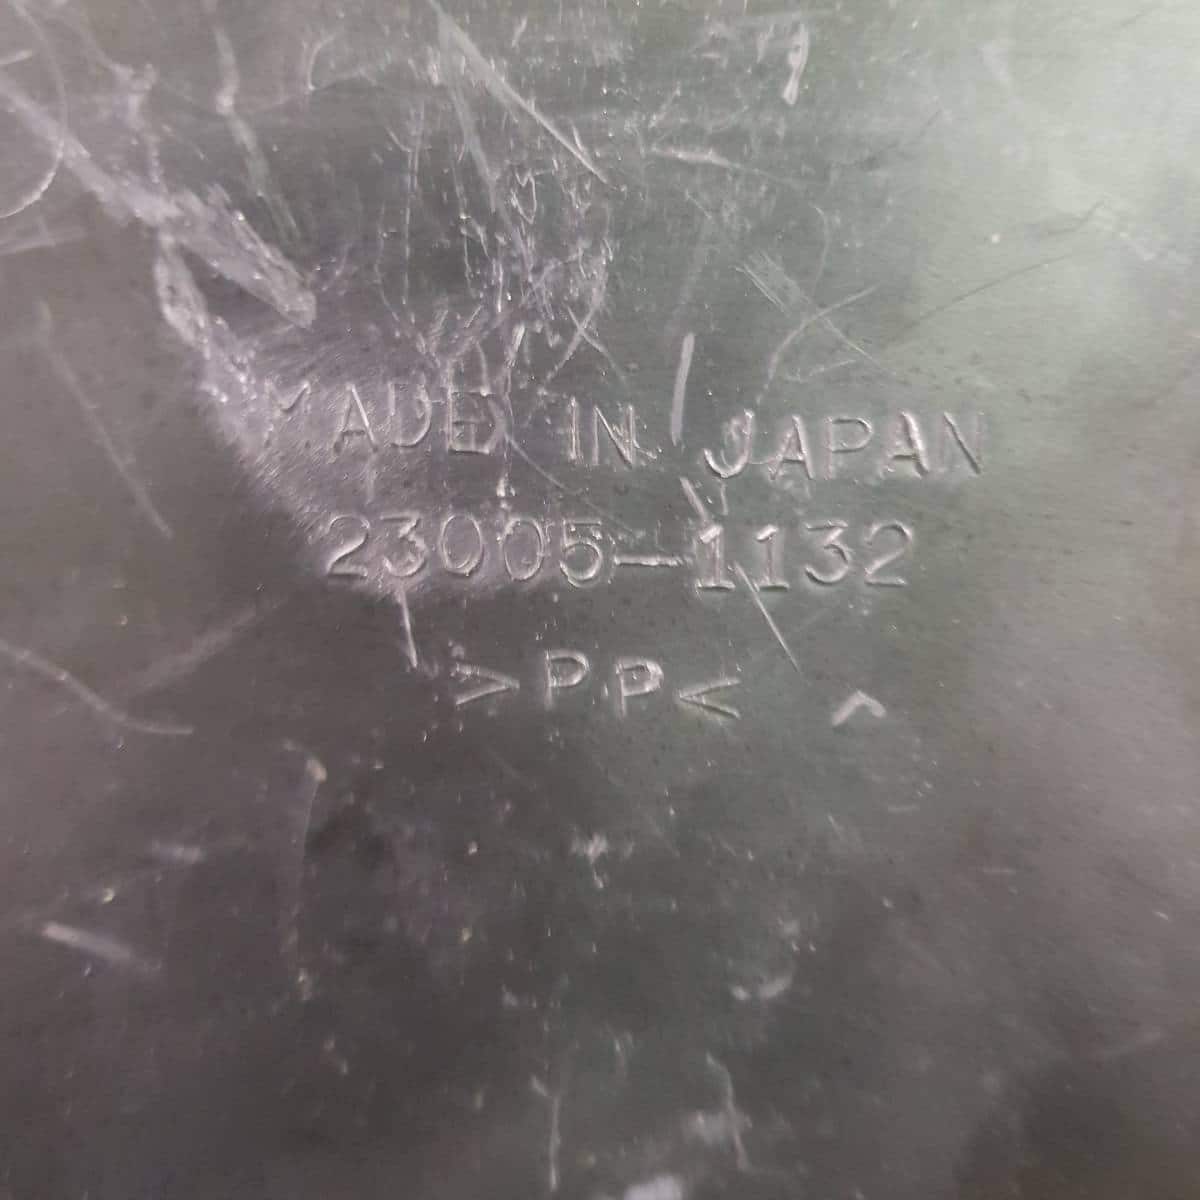 MADE IN JAPAN
23005-1132
>PP< ^